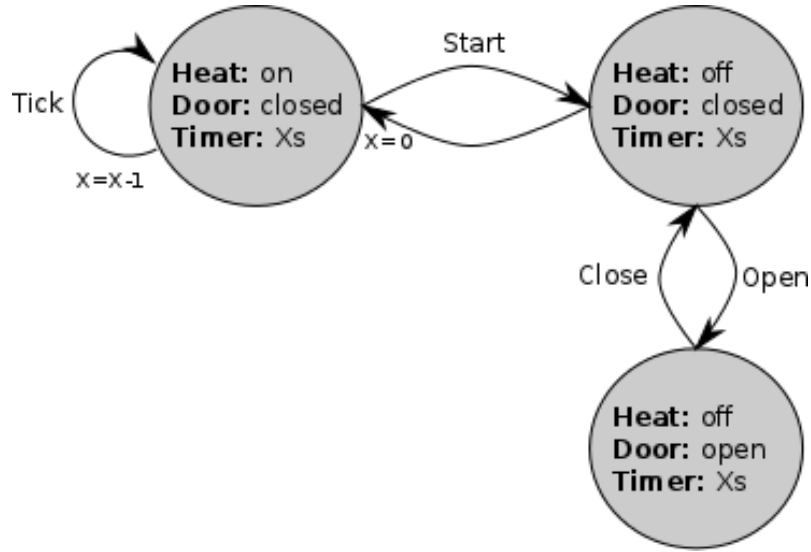 Tick
X=X-1
Heat: on
Door: closed
Timer: Xs
Start
X=0
Heat: off
Door: closed
Timer: Xs
Close
Open
Heat: off
Door: open
Timer: Xs